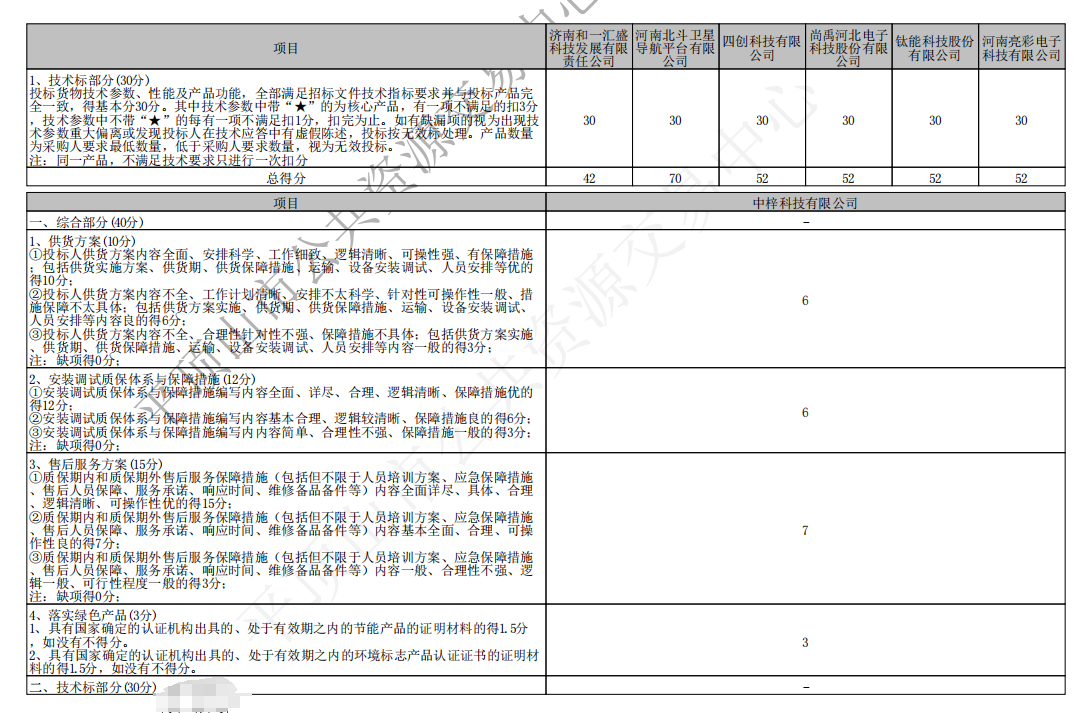 项目
济南和一汇盛
科技发展有限
责任公司
河南北斗卫星
导航平台有限
公司
四创科技有限
公司
尚禹河北电子
科技股份有限
公司
钛能科技股份
有限公司
河南亮彩电子
科技有限公司
1、技术标部分(30分)
投标货物技术参数、性能及产品功能，全部满足招标文件技术指标要求并与投标产品完
全一致，得基本分30分。其中技术参数中带“★”的为核心产品，有一项不满足的扣3分
，技术参数中不带“★”的每有一项不满足扣1分，扣完为止。如有缺漏项的视为出现技
术参数重大偏离或发现投标人在技术应答中有虚假陈述，投标按无效标处理。产品数量
为采购人要求最低数量，低于采购人要求数量，视为无效投标。
注：同一产品，不满足技术要求只进行一次扣分
30
30
30
30
30
30
总得分
42
70
52
52
52
52
项目
中梓科技有限公司
一、综合部分(40分)
-
1、供货方案(10分)
①投标人供货方案内容全面、安排科学、工作细致、逻辑清晰、可操性强、有保障措施
；包括供货实施方案、供货期、供货保障措施、运输、设备安装调试、人员安排等优的
得10分；
②投标人供货方案内容不全、工作计划清晰、安排不太科学、针对性可操作性一般、措
施保障不太具体；包括供货方案实施、供货期、供货保障措施、运输、设备安装调试、
人员安排等内容良的得6分；
③投标人供货方案内容不全、合理性针对性不强、保障措施不具体；包括供货方案实施
、供货期、供货保障措施、运输、设备安装调试、人员安排等内容一般的得3分；
注：缺项得0分；
6
2、安装调试质保体系与保障措施(12分)
①安装调试质保体系与保障措施编写内容全面、详尽、合理、逻辑清晰、保障措施优的
得12分；
②安装调试质保体系与保障措施编写内容基本合理、逻辑较清晰、保障措施良的得6分；
③安装调试质保体系与保障措施编写内内容简单、合理性不强、保障措施一般的得3分；
注：缺项得0分；
6
3、售后服务方案(15分)
①质保期内和质保期外售后服务保障措施（包括但不限于人员培训方案、应急保障措施
、售后人员保障、服务承诺、响应时间、维修备品备件等）内容全面详尽、具体、合理
、逻辑清晰、可操作性优的得15分；
②质保期内和质保期外售后服务保障措施（包括但不限于人员培训方案、应急保障措施
、售后人员保障、服务承诺、响应时间、维修备品备件等）内容基本全面、合理、可操
作性良的得7分；
③质保期内和质保期外售后服务保障措施（包括但不限于人员培训方案、应急保障措施
、售后人员保障、服务承诺、响应时间、维修备品备件等）内容一般、合理性不强、逻
辑一般、可行性程度一般的得3分；
注：缺项得0分；
7
4、落实绿色产品(3分)
1、具有国家确定的认证机构出具的、处于有效期之内的节能产品的证明材料的得1.5分
，如没有不得分。
2、具有国家确定的认证机构出具的、处于有效期之内的环境标志产品认证证书的证明材
料的得1.5分，如没有不得分。
3
二、技术标部分(30分)
-
平顶山市公共资源交易中心
平顶山市公共资源交易中心